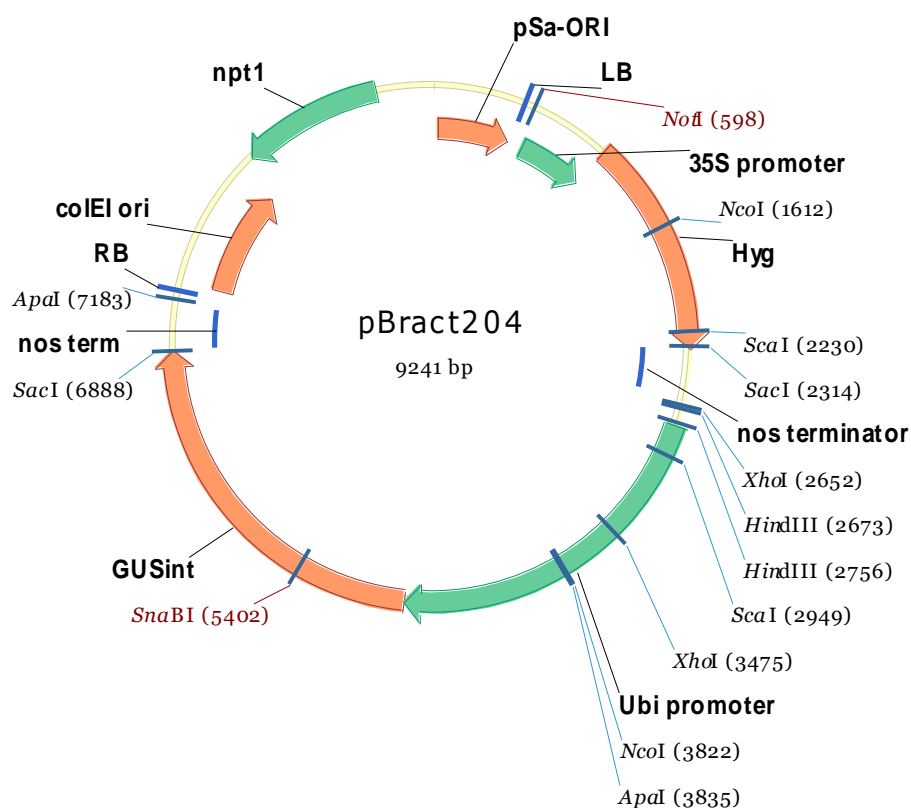 pSa-ORI
LB
npt1
NotI (598)
35S promoter
colEI ori
NcoI (1612)
RB
Hyg
ApaI (7183)
pBract204
nos term
ScaI (2230)
9241 bp
SacI (6888)
SacI (2314)
nos terminator
XhoI (2652)
HindIII (2673)
GUSint
HindIII (2756)
SnaBI (5402)
ScaI (2949)
XhoI (3475)
Ubi promoter
NcoI (3822)
ApaI (3835)